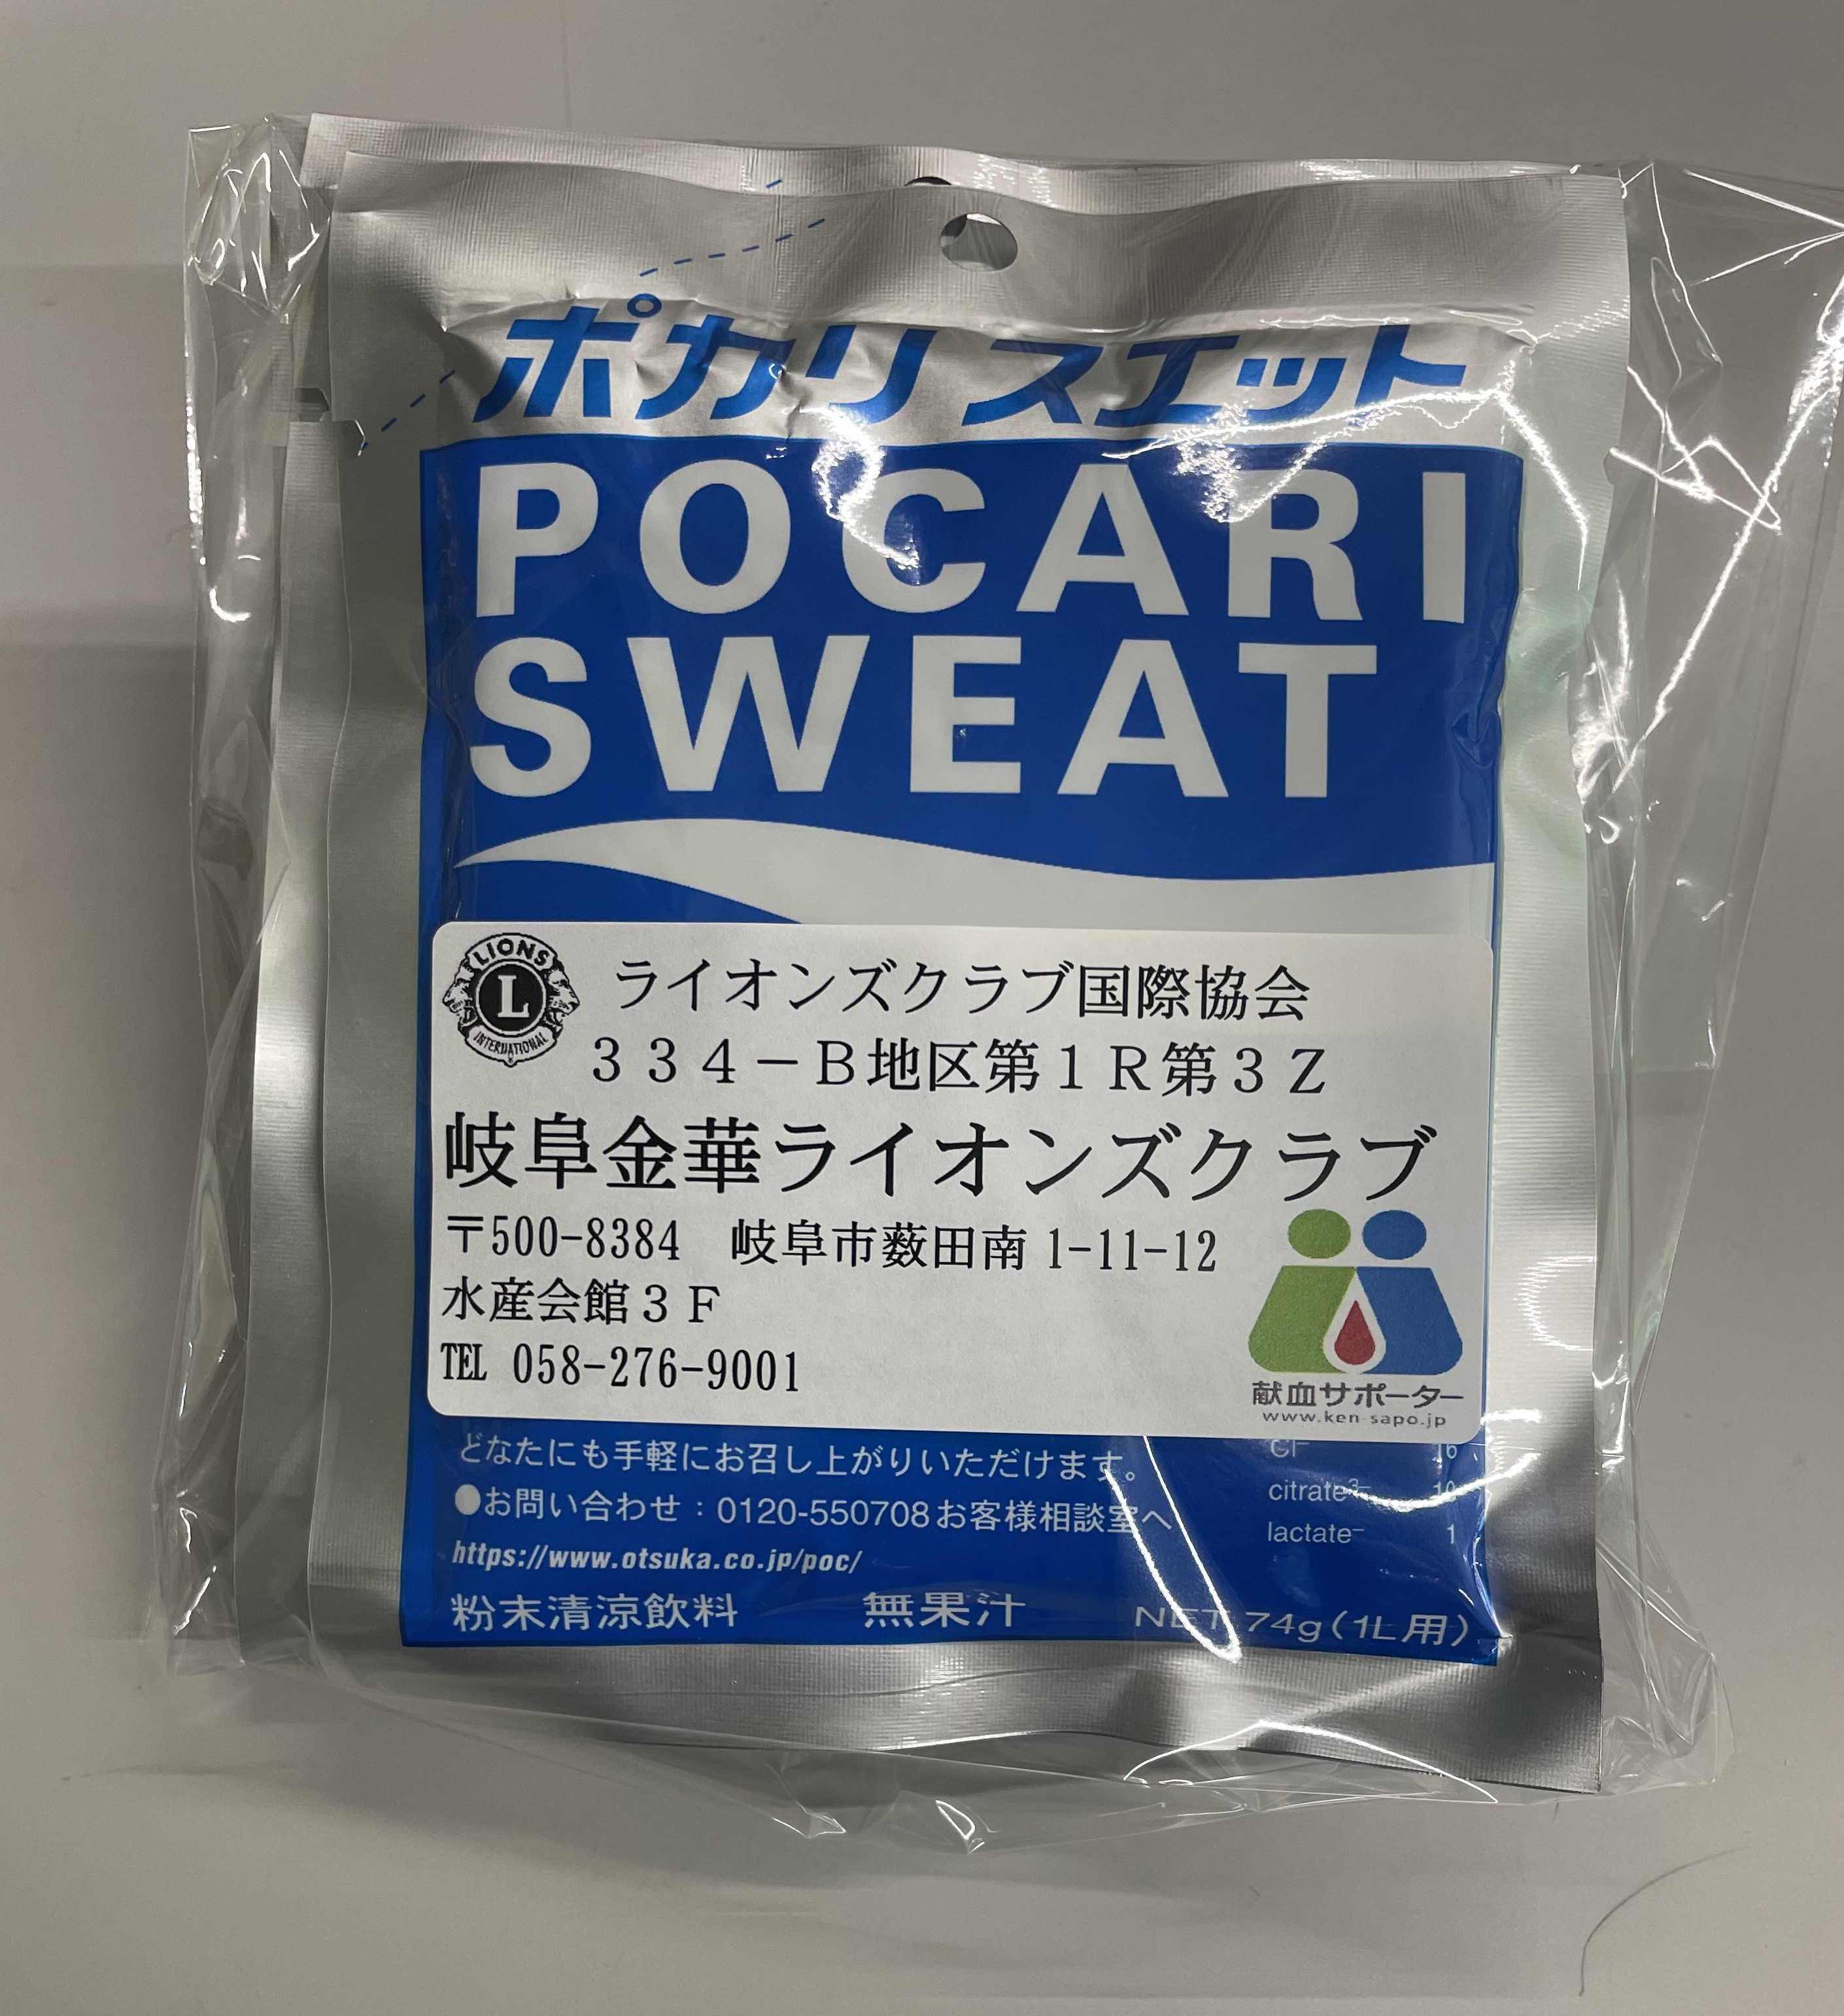 ポカリスエット
POCARI
SWEAT
LIONS
L
INTERNATIONAL
ライオンズクラブ国際協会
334-B地区第1R第3Z
岐阜金華ライオンズクラブ
〒500-8384 岐阜市薮田南1-11-12
水産会館3F
TEL 058-276-9001
献血サポーター
www.ken-sapo.jp
どなたにも手軽にお召し上がりいただけます。
●お問い合わせ:0120-550708お客様相談室へ
https://www.otsuka.co.jp/poc/
Cl⁻ 16
citrate³⁻ 10
lactate⁻ 1
粉末清涼飲料 無果汁 NET 74g(1L用)